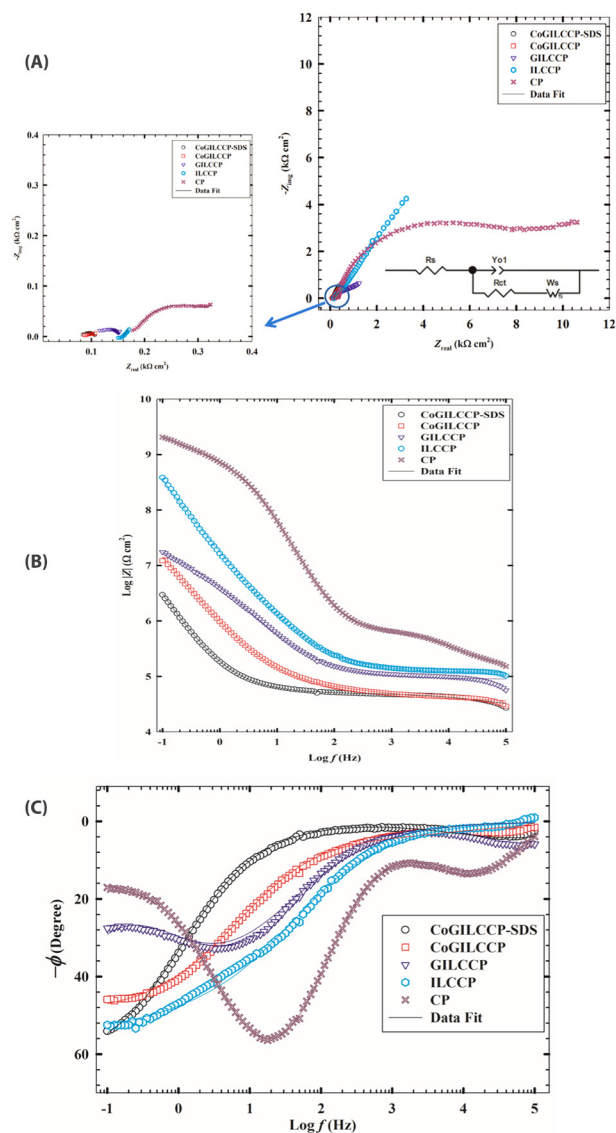 (A)
12
10
8
6
4
2
0
-Zimg (kΩ cm²)
0 2 4 6 8 10 12
Zreal (kΩ cm²)
CoGILCCP-SDS
CoGILCCP
GILCCP
ILCCP
CP
Data Fit
Rs
Yo1
Rct
Ws
0.4
0.3
0.2
0.1
0.0
-Zimg (kΩ cm²)
0.0 0.1 0.2 0.3 0.4
Zreal (kΩ cm²)
CoGILCCP-SDS
CoGILCCP
GILCCP
ILCCP
CP
Data Fit
(B)
10
9
8
7
6
5
4
Log |Z| (Ω cm²)
-1 0 1 2 3 4 5
Log f (Hz)
CoGILCCP-SDS
CoGILCCP
GILCCP
ILCCP
CP
Data Fit
(C)
0
20
40
60
–ϕ (Degree)
-1 0 1 2 3 4 5
Log f (Hz)
CoGILCCP-SDS
CoGILCCP
GILCCP
ILCCP
CP
Data Fit